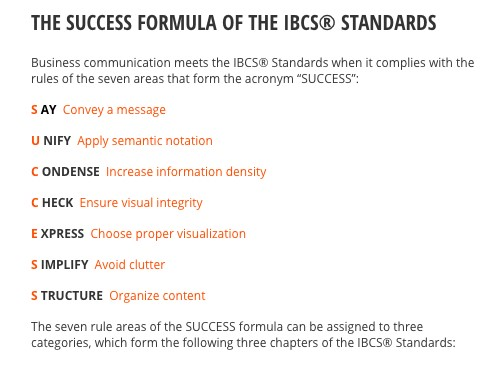 THE SUCCESS FORMULA OF THE IBCS® STANDARDS
Business communication meets the IBCS® Standards when it complies with the
rules of the seven areas that form the acronym “SUCCESS”:
S AY Convey a message
U NIFY Apply semantic notation
C ONDENSE Increase information density
C HECK Ensure visual integrity
E XPRESS Choose proper visualization
S IMPLIFY Avoid clutter
S TRUCTURE Organize content
The seven rule areas of the SUCCESS formula can be assigned to three
categories, which form the following three chapters of the IBCS® Standards: